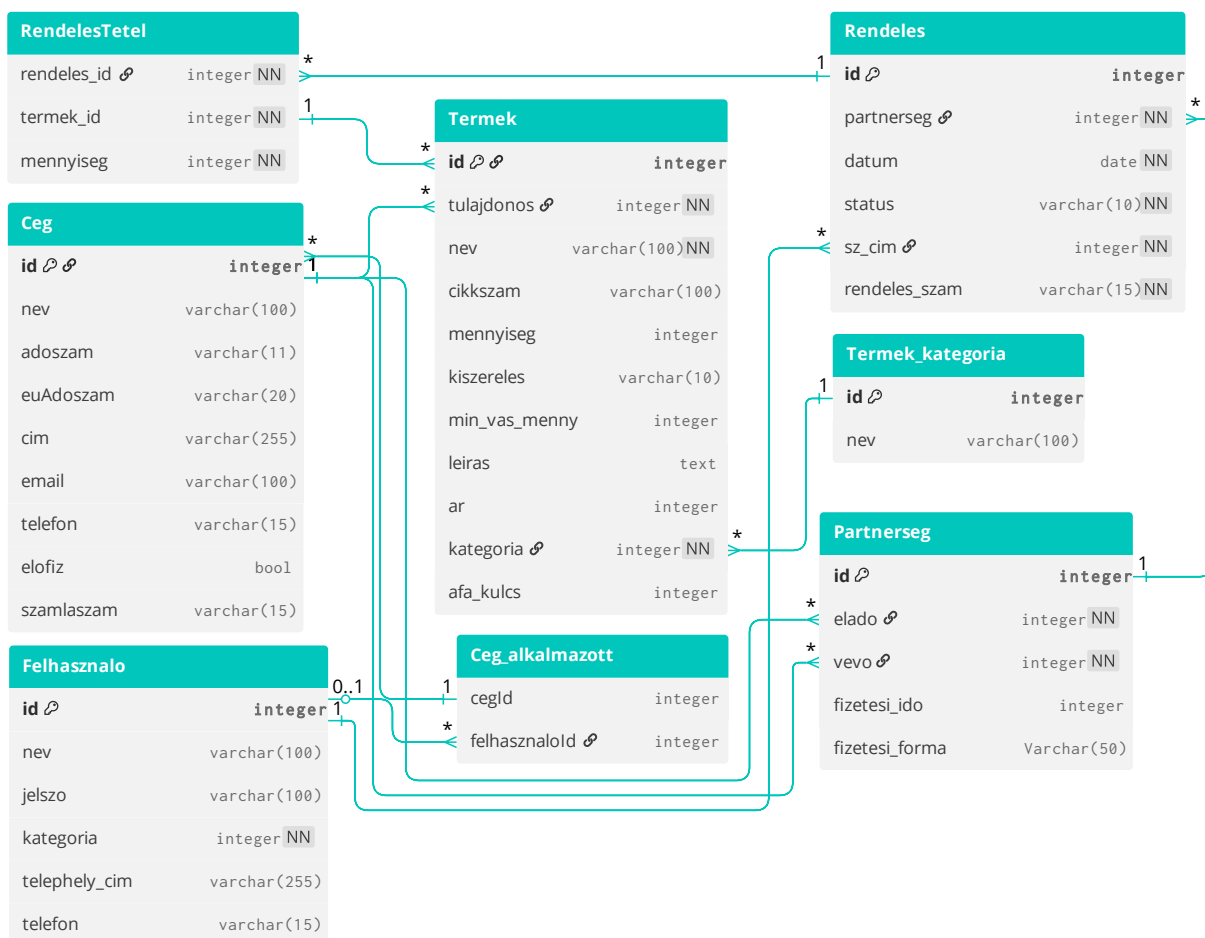 RendelesTetel
rendeles_id integer NN
termek_id integer NN
mennyiseg integer NN
*
1
1
*
Ceg
id integer
nev varchar(100)
adoszam varchar(11)
euAdoszam varchar(20)
cim varchar(255)
email varchar(100)
telefon varchar(15)
elofiz bool
szamlaszam varchar(15)
*
1
Felhasznalo
id integer
nev varchar(100)
jelszo varchar(100)
kategoria integer NN
telephely_cim varchar(255)
telefon varchar(15)
0..1
1
Termek
id integer
tulajdonos integer NN
nev varchar(100) NN
cikkszam varchar(100)
mennyiseg integer
kiszereles varchar(10)
min_vas_menny integer
leiras text
ar integer
kategoria integer NN
afa_kulcs integer
*
*
Ceg_alkalmazott
cegId integer
felhasznaloId integer
1
*
Rendeles
id integer
partnerseg integer NN
datum date NN
status varchar(10) NN
sz_cim integer NN
rendeles_szam varchar(15) NN
*
*
Termek_kategoria
id integer
nev varchar(100)
1
Partnerseg
id integer
elado integer NN
vevo integer NN
fizetesi_ido integer
fizetesi_forma Varchar(50)
1
*
*